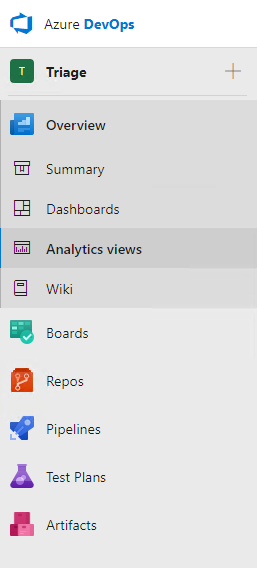 Azure DevOps
T Triage
Overview
Summary
Dashboards
Analytics views
Wiki
Boards
Repos
Pipelines
Test Plans
Artifacts